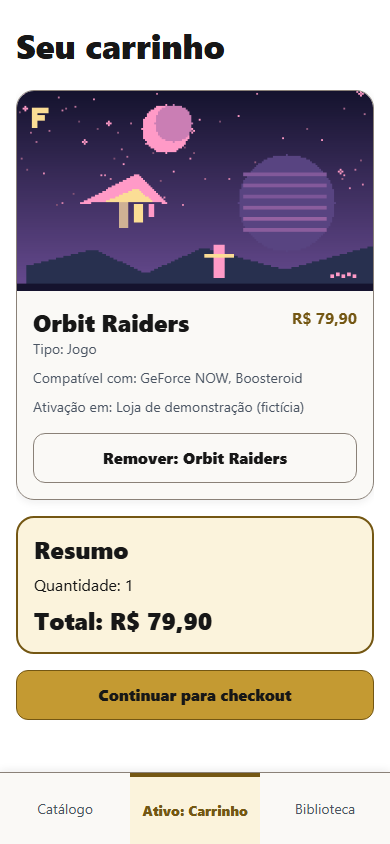 Seu carrinho
F
Orbit Raiders
R$ 79,90
Tipo: Jogo
Compatível com: GeForce NOW, Boosteroid
Ativação em: Loja de demonstração (fictícia)
Remover: Orbit Raiders
Resumo
Quantidade: 1
Total: R$ 79,90
Continuar para checkout
Catálogo
Ativo: Carrinho
Biblioteca